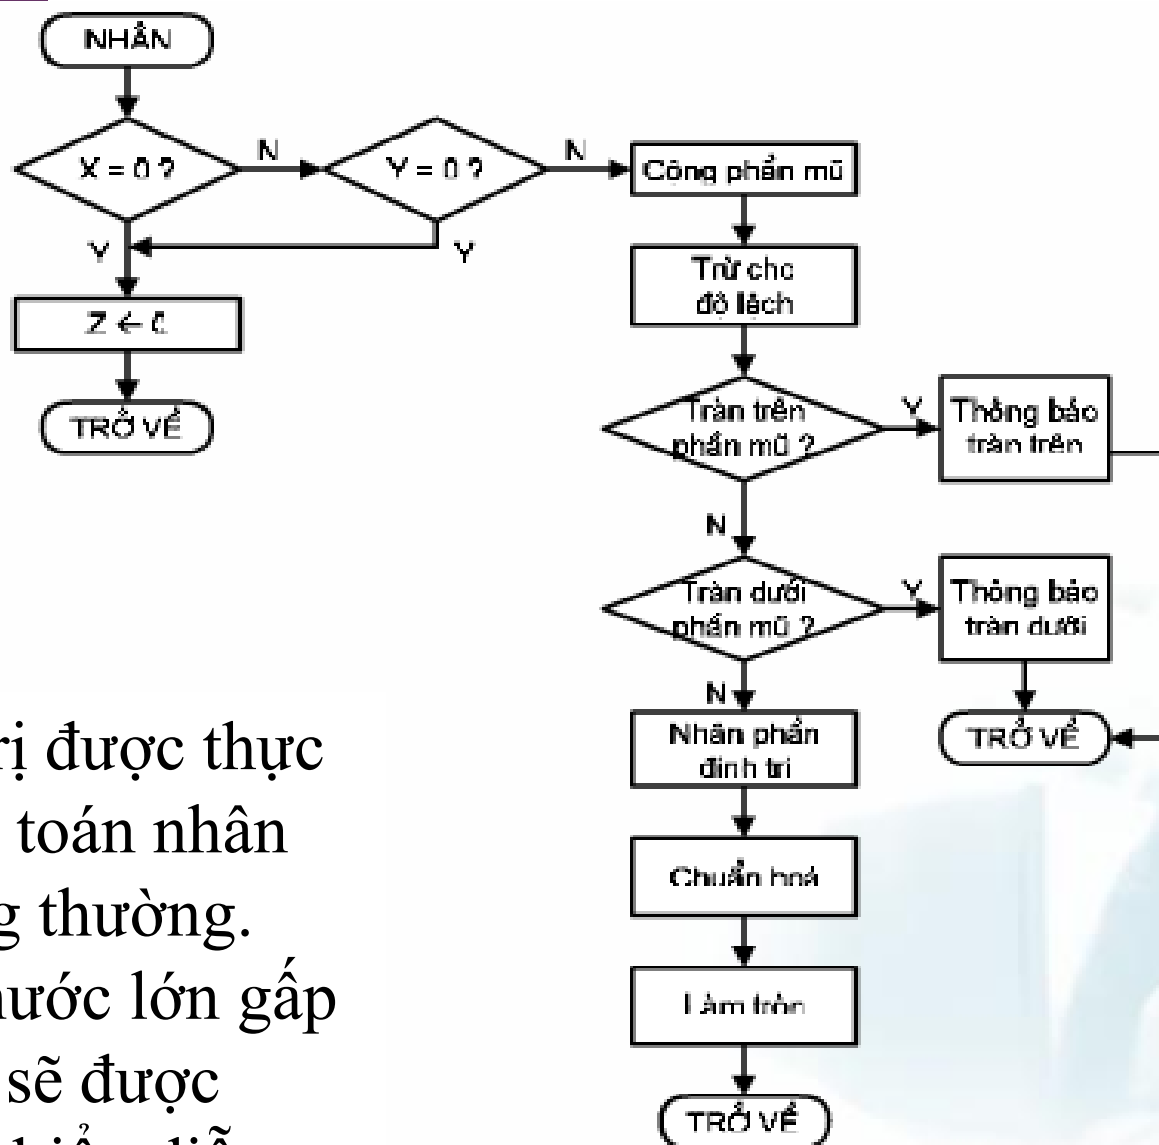 NHÂN
X = 0 ?
N
Y = 0 ?
N
Cộng phần mũ
Y
Y
Trừ cho
độ lệch
Z ← 0
TRỞ VỀ
Tràn trên
phần mũ ?
Y
Thông báo
tràn trên
N
Tràn dưới
phần mũ ?
Y
Thông báo
tràn dưới
N
Nhân phần
định trị
TRỞ VỀ
Chuẩn hoá
Làm tròn
TRỞ VỀ
được thực
toán nhân
thường.
lớn gấp
sẽ được